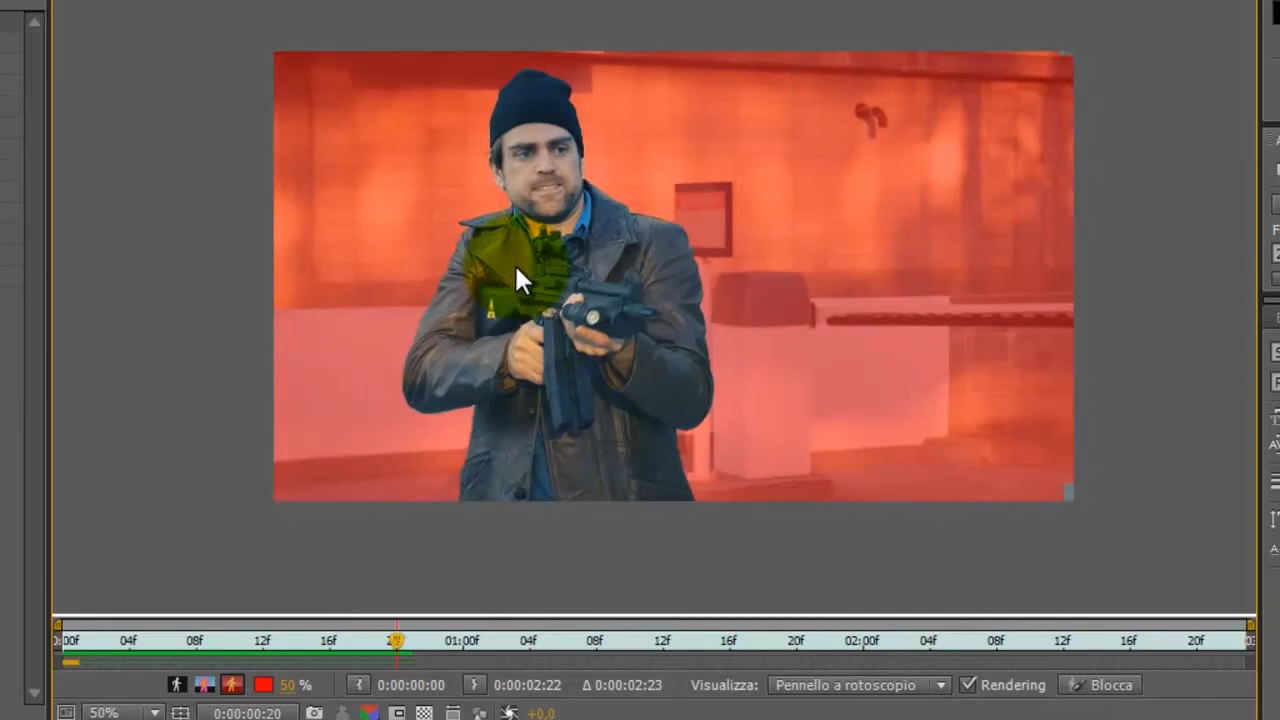 00f 04f 08f 12f 16f 01:00f 04f 08f 12f 16f 20f 02:00f 04f 08f 12f 16f 20f
50 % 0:00:00:00 0:00:02:22 Δ 0:00:02:23 Visualizza: Pennello a rotoscopio Rendering Blocca
50% 0:00:00:20 +0,0